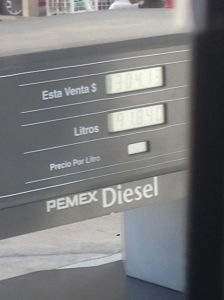 Esta Venta $
Litros
Precio Por Litro
PEMEX Diesel